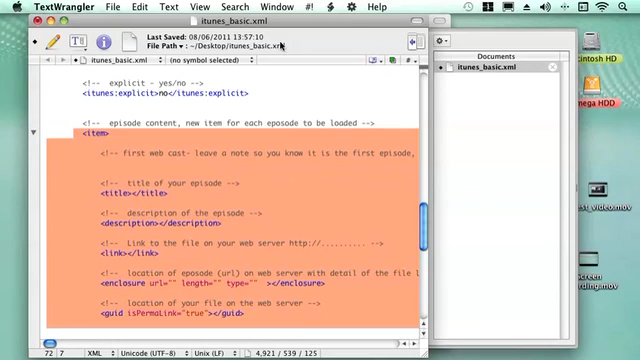 TextWrangler File Edit Text View Search Window #!
itunes_basic.xml
Last Saved: 08/06/2011 13:57:10
File Path ▾ : ~/Desktop/itunes_basic.xml
itunes_basic.xml (no symbol selected)
<!-- explicit - yes/no -->
<itunes:explicit>no</itunes:explicit>
<!-- episode content, new item for each eposode to be loaded -->
<item>
<!-- first web cast- leave a note so you know it is the first episode,
<!-- title of your episode -->
<title></title>
<!-- description of the episode -->
<description></description>
<!-- Link to the file on your web server http://.......... -->
<link></link>
<!-- location of eposode (url) on web server with detail of the file l
<enclosure url="" length="" type="" ></enclosure>
<!-- location of your file on the web server -->
<guid isPermaLink="true"></guid>
72 7 XML Unicode (UTF-8) Unix (LF) 4,921 / 539 / 125
Documents
itunes_basic.xml
acintosh HD
mega HDD
est_video.mov
Screen
rding.mov